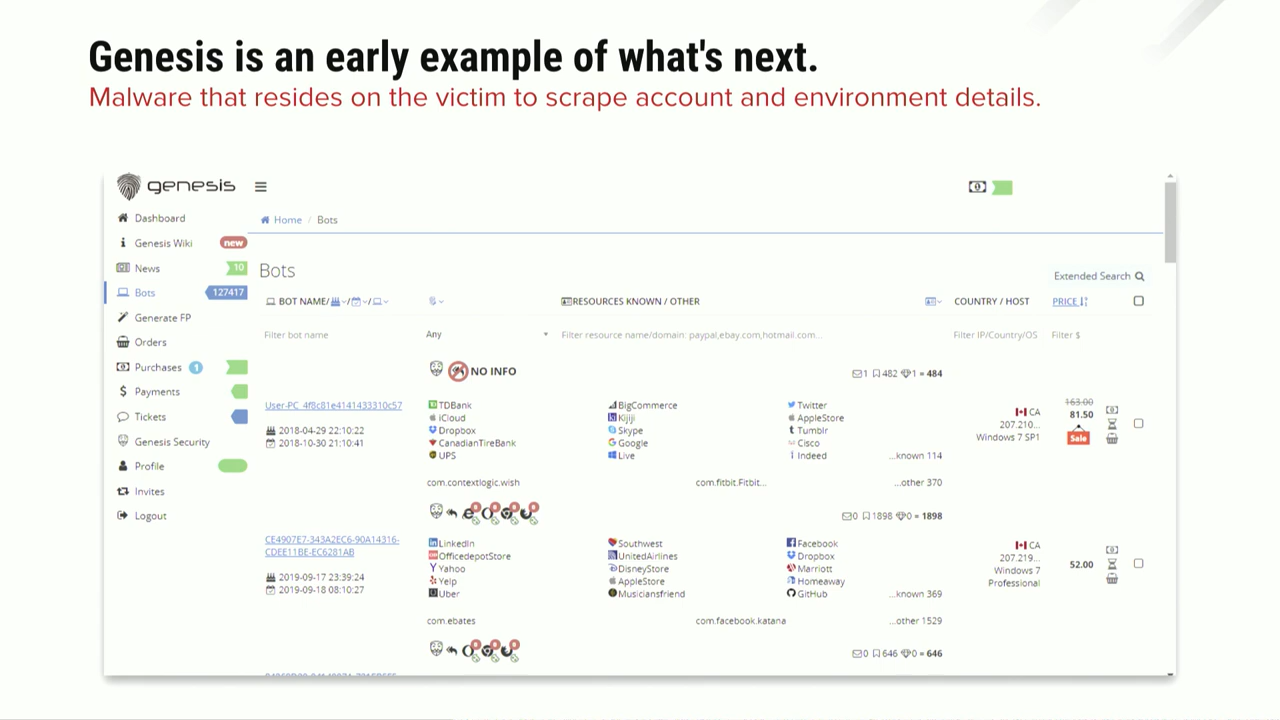 Genesis is an early example of what's next.
Malware that resides on the victim to scrape account and environment details.
genesis
Dashboard
Genesis Wiki new
News 10
Bots 127417
Generate FP
Orders
Purchases 1
Payments
Tickets
Genesis Security
Profile
Invites
Logout
Home / Bots
Bots
Extended Search
BOT NAME/ / / RESOURCES KNOWN / OTHER COUNTRY / HOST PRICE
Filter bot name Any Filter resource name/domain: paypal,ebay.com,hotmail.com... Filter IP/Country/OS Filter $
NO INFO 1 482 1 = 484
User-PC_4f8c81e4141433310c57
2018-04-29 22:10:22
2018-10-30 21:10:41
TDBank BigCommerce Twitter
iCloud Kijiji AppleStore
Dropbox Skype Tumblr
CanadianTireBank Google Cisco
UPS Live Indeed ...known 114
com.contextlogic.wish com.fitbit.Fitbit... ...other 370
CA
207.210...
Windows 7 SP1
163.00
81.50
Sale
0 1898 0 = 1898
CE4907E7-343A2EC6-90A14316-
CDEE11BE-EC6281AB
2019-09-17 23:39:24
2019-09-18 08:10:27
LinkedIn Southwest Facebook
OfficedepotStore UnitedAirlines Dropbox
Yahoo DisneyStore Marriott
Yelp AppleStore Homeaway
Uber Musiciansfriend GitHub ...known 369
com.ebates com.facebook.katana ...other 1529
CA
207.219...
Windows 7
Professional
52.00
0 646 0 = 646